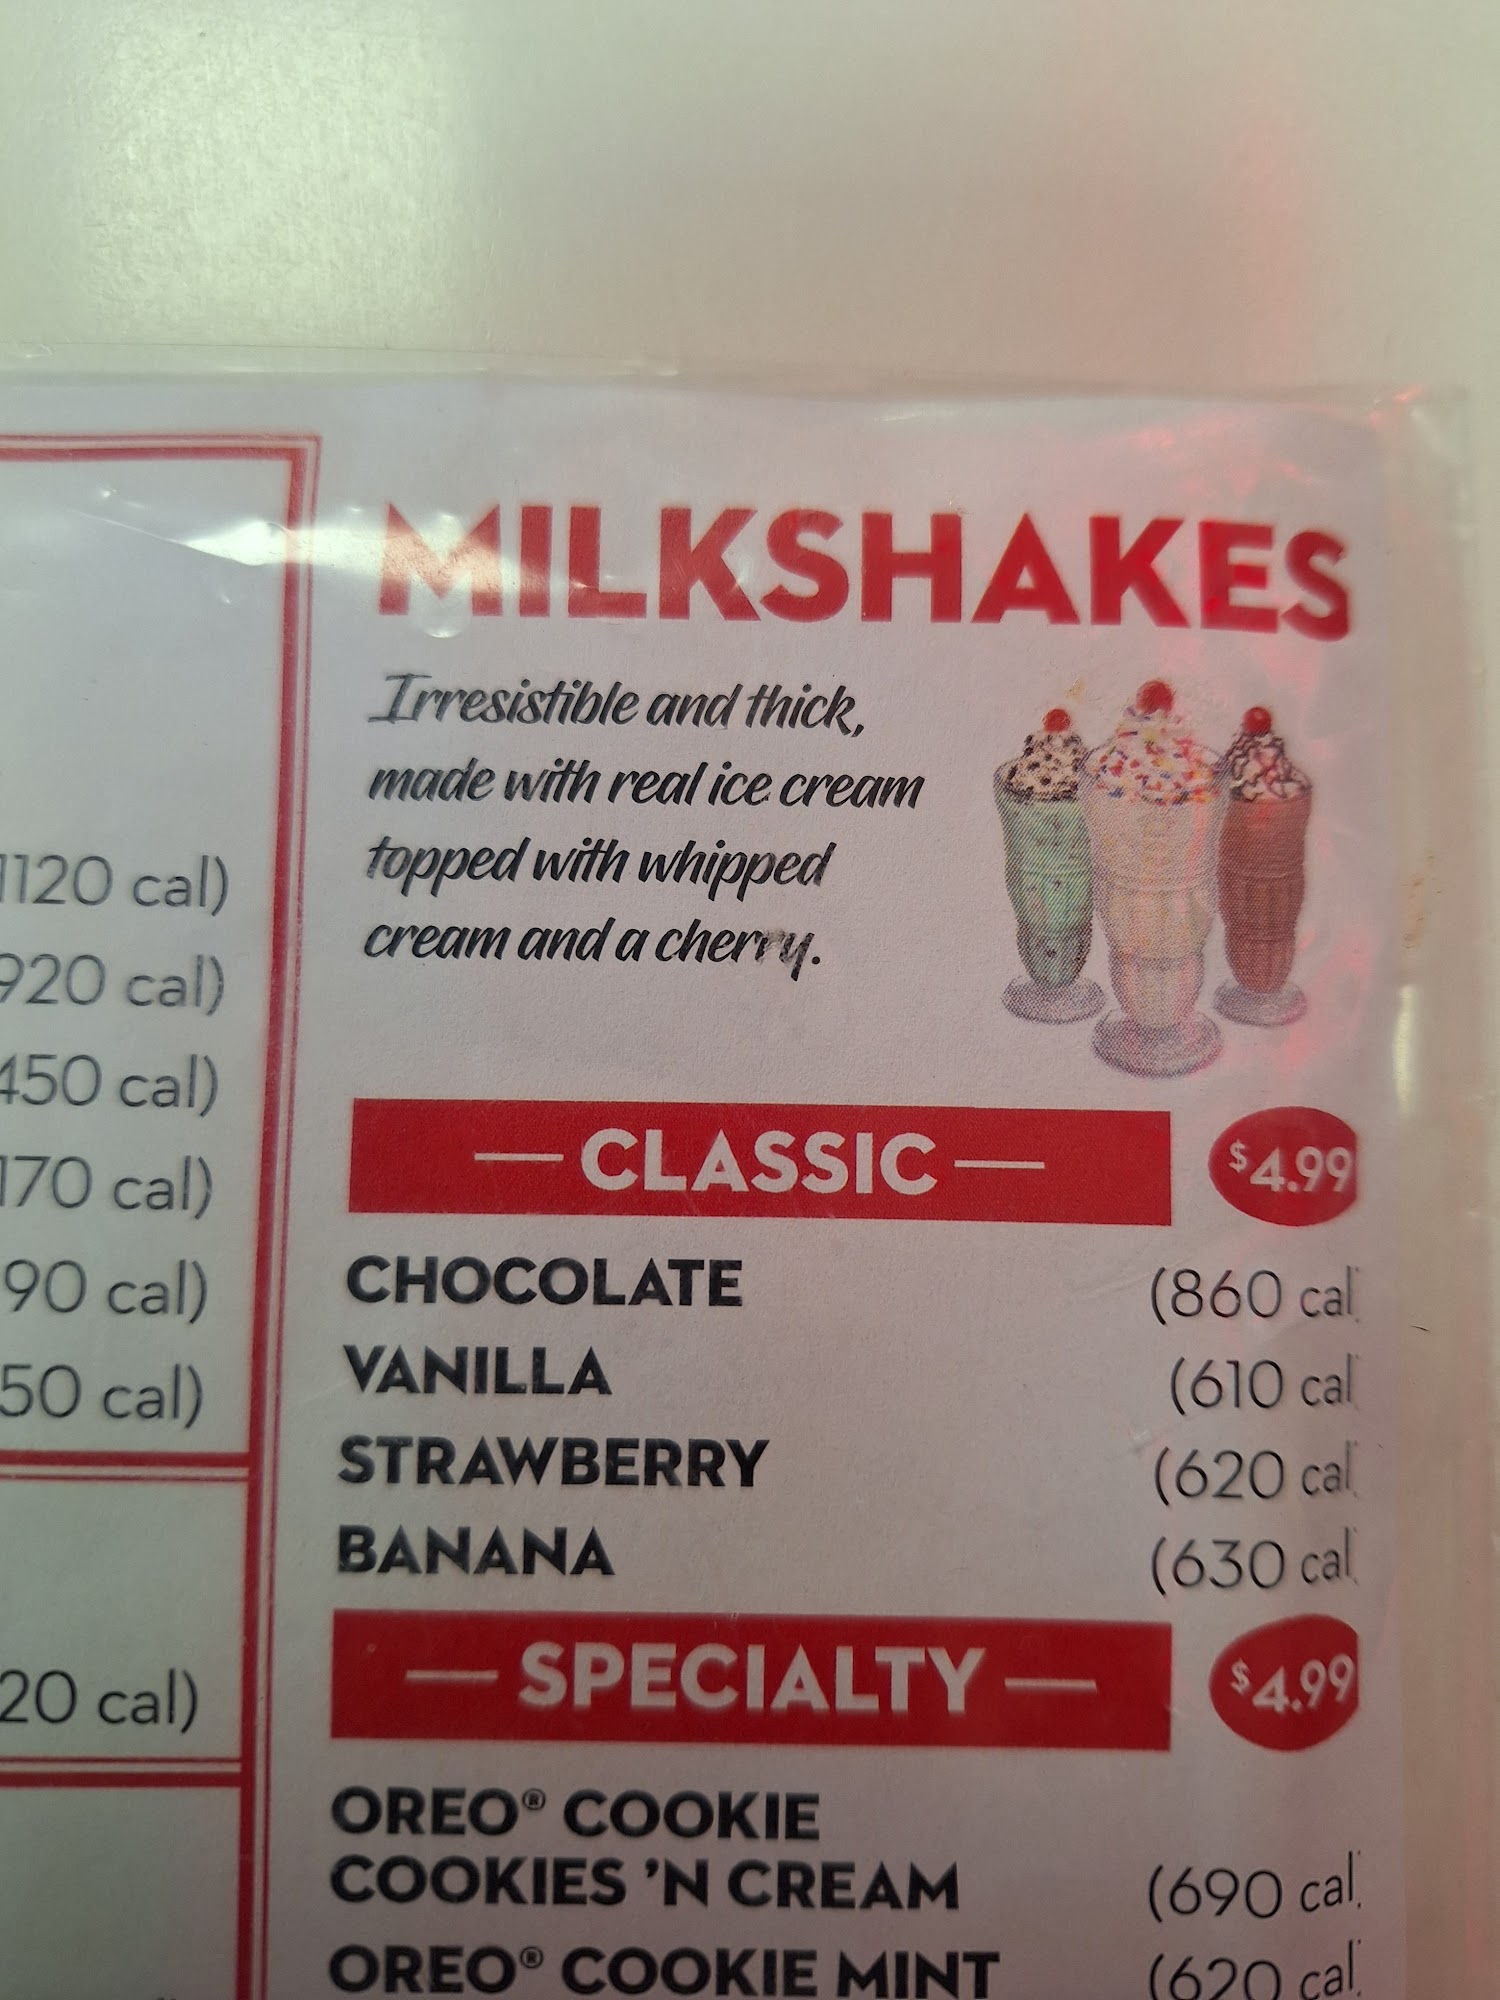 MILKSHAKES
Irresistible and thick,
made with real ice cream
topped with whipped
cream and a cherry.
— CLASSIC — $4.99
CHOCOLATE (860 cal
VANILLA (610 cal
STRAWBERRY (620 cal
BANANA (630 cal
— SPECIALTY — $4.99
OREO® COOKIE
COOKIES 'N CREAM (690 cal
OREO® COOKIE MINT (620 cal
1120 cal)
920 cal)
450 cal)
170 cal)
90 cal)
50 cal)
20 cal)